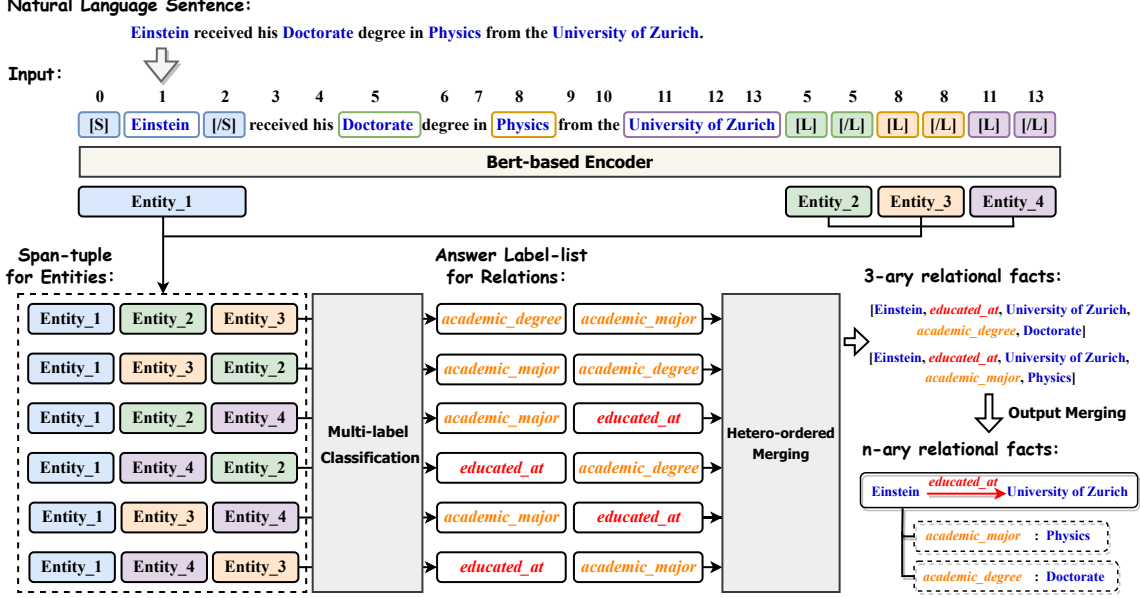 Natural Language Sentence:
Einstein received his Doctorate degree in Physics from the University of Zurich.
Input:
0 1 2 3 4 5 6 7 8 9 10 11 12 13 5 5 8 8 11 13
[S] Einstein [/S] received his Doctorate degree in Physics from the University of Zurich [L] [/L] [L] [/L] [L] [/L]
Bert-based Encoder
Entity_1 Entity_2 Entity_3 Entity_4
Span-tuple
for Entities:
Answer Label-list
for Relations:
Entity_1 Entity_2 Entity_3 academic_degree academic_major
Entity_1 Entity_3 Entity_2 academic_major academic_degree
Entity_1 Entity_2 Entity_4 academic_major educated_at
Entity_1 Entity_4 Entity_2 educated_at academic_degree
Entity_1 Entity_3 Entity_4 academic_major educated_at
Entity_1 Entity_4 Entity_3 educated_at academic_major
Multi-label
Classification
Hetero-ordered
Merging
3-ary relational facts:
[Einstein, educated_at, University of Zurich,
academic_degree, Doctorate]
[Einstein, educated_at, University of Zurich,
academic_major, Physics]
Output Merging
n-ary relational facts:
Einstein educated_at University of Zurich
academic_major : Physics
academic_degree : Doctorate